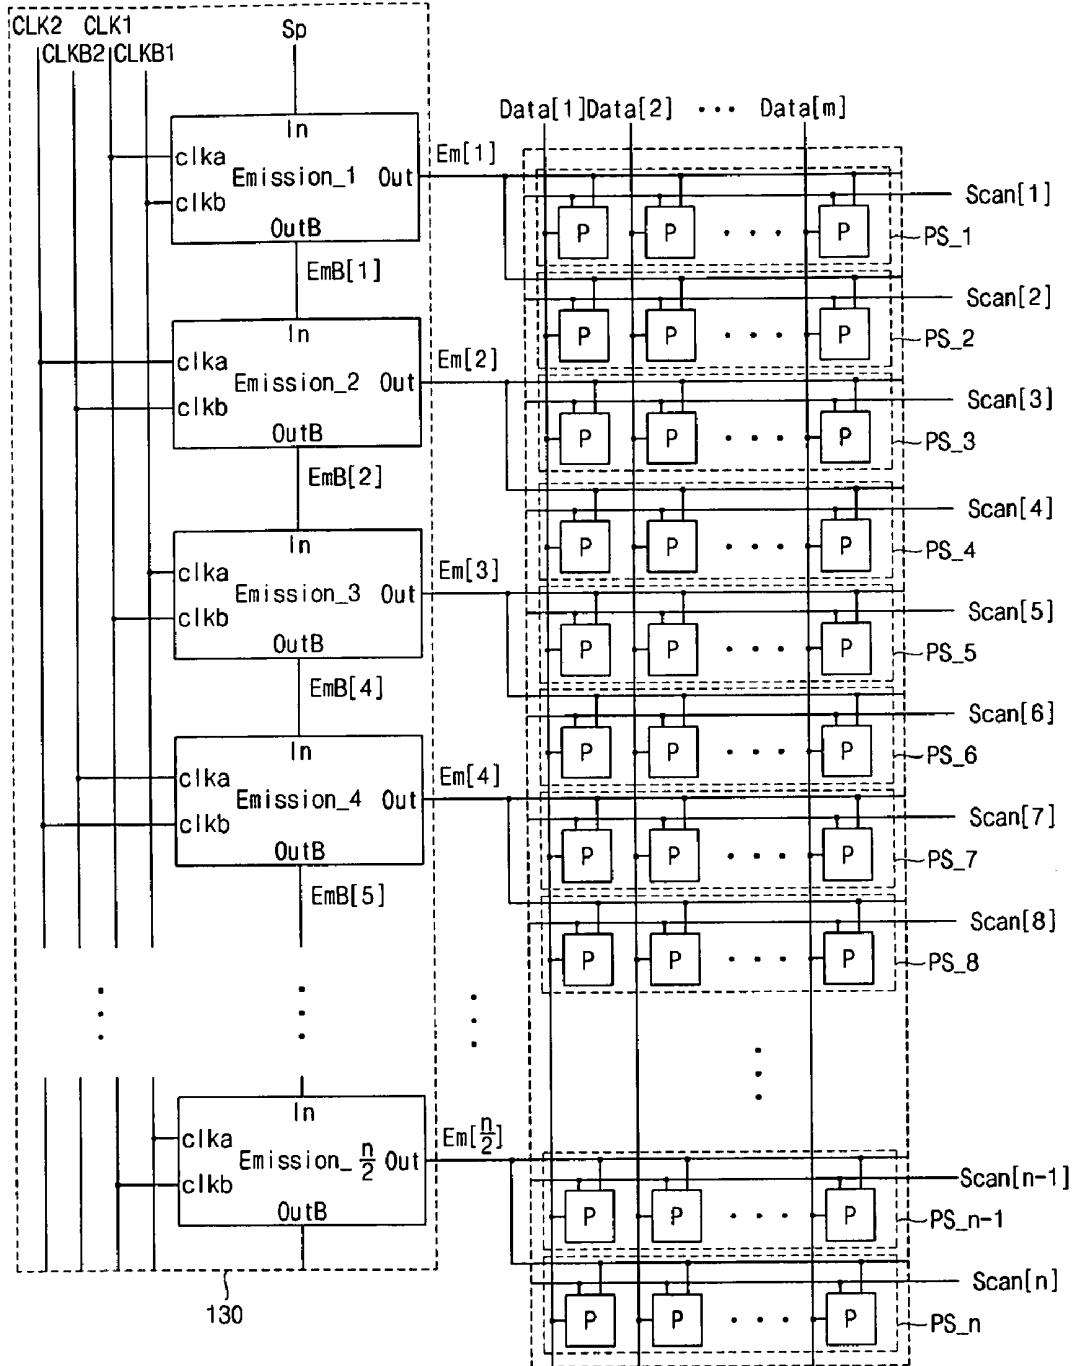 CLK2 CLK1 Sp
CLKB2 CLKB1
Data[1] Data[2] ... Data[m]
In
clka
Emission_1 Out
clkb
OutB
Em[1]
Scan[1]
P P ... P
PS_1
EmB[1]
Scan[2]
P P ... P
PS_2
In
clka
Emission_2 Out
clkb
OutB
Em[2]
Scan[3]
P P ... P
PS_3
EmB[2]
Scan[4]
P P ... P
PS_4
In
clka
Emission_3 Out
clkb
OutB
Em[3]
Scan[5]
P P ... P
PS_5
EmB[4]
Scan[6]
P P ... P
PS_6
In
clka
Emission_4 Out
clkb
OutB
Em[4]
Scan[7]
P P ... P
PS_7
EmB[5]
Scan[8]
P P ... P
PS_8
In
clka
Emission_n/2 Out
clkb
OutB
Em[n/2]
Scan[n-1]
P P ... P
PS_n-1
Scan[n]
P P ... P
PS_n
130